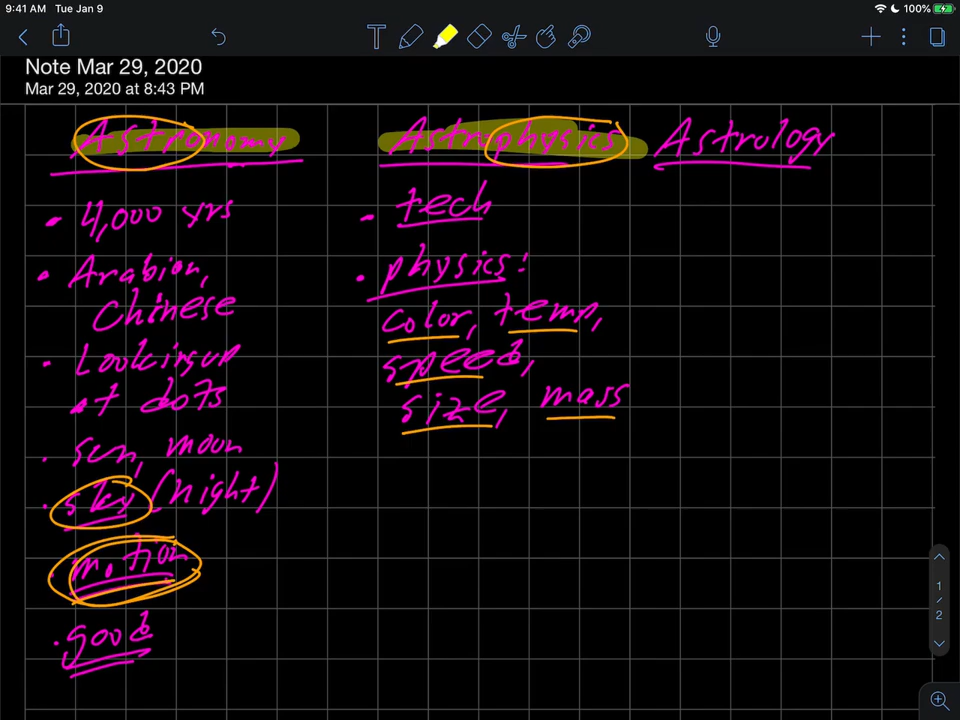 9:41 AM Tue Jan 9
100%
Note Mar 29, 2020
Mar 29, 2020 at 8:43 PM
Astronomy
• 4,000 yrs
• Arabian,
Chinese
• Looking up
at dots
• sun, moon
• sky (night)
• motion
• good
Astrophysics
• tech
• physics:
color, temp,
speed,
size, mass
Astrology
1
/
2